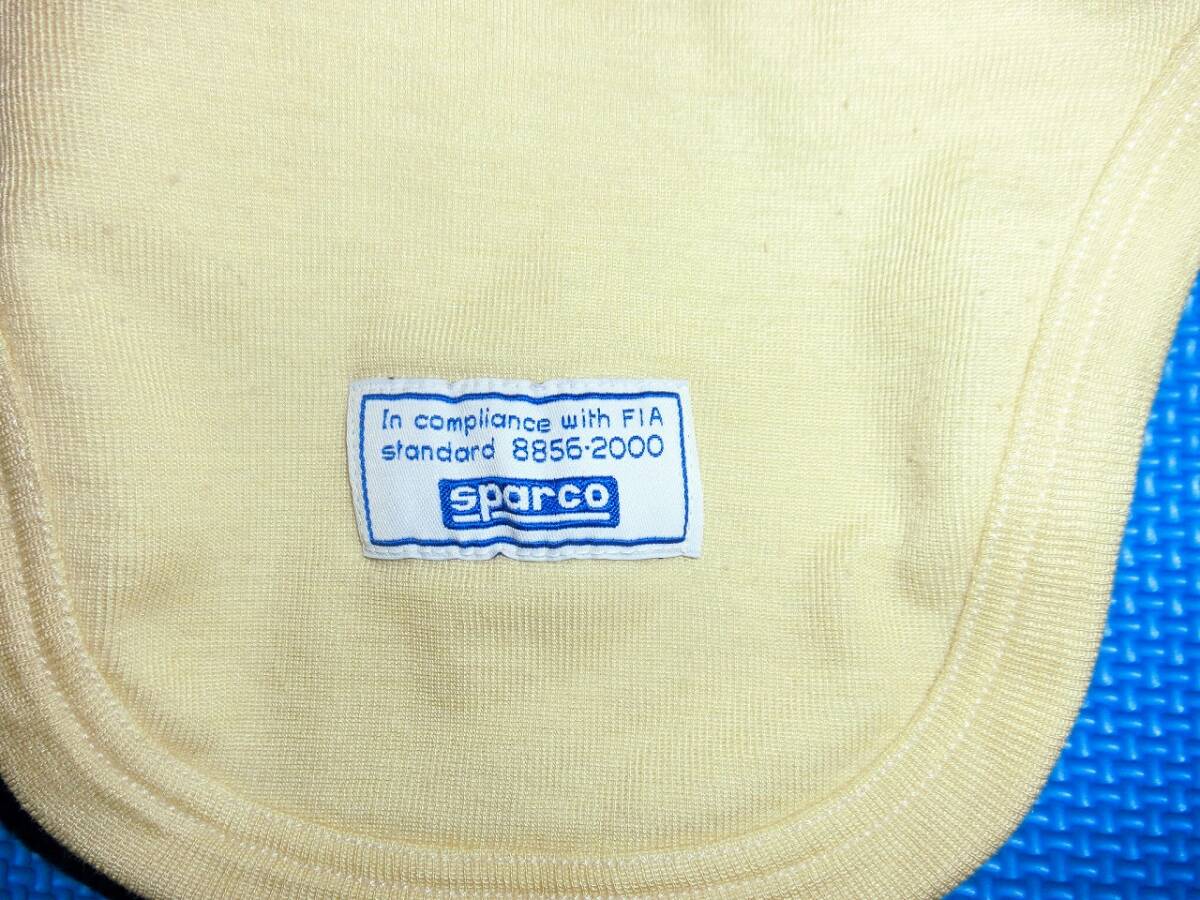 In compliance with FIA
standard 8856-2000
sparco